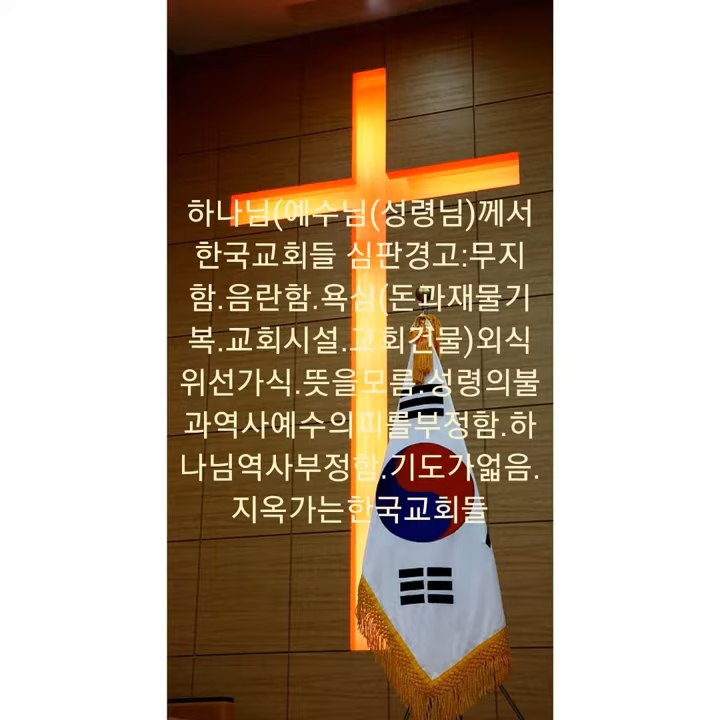 하나님(예수님(성령님)께서
한국교회들 심판경고:무지
함.음란함.욕심(돈과재물기
복.교회시설.교회건물)외식
위선가식.뜻을모름.성령의불
과역사예수의피를부정함.하
나님역사부정함.기도가없음.
지옥가는한국교회들